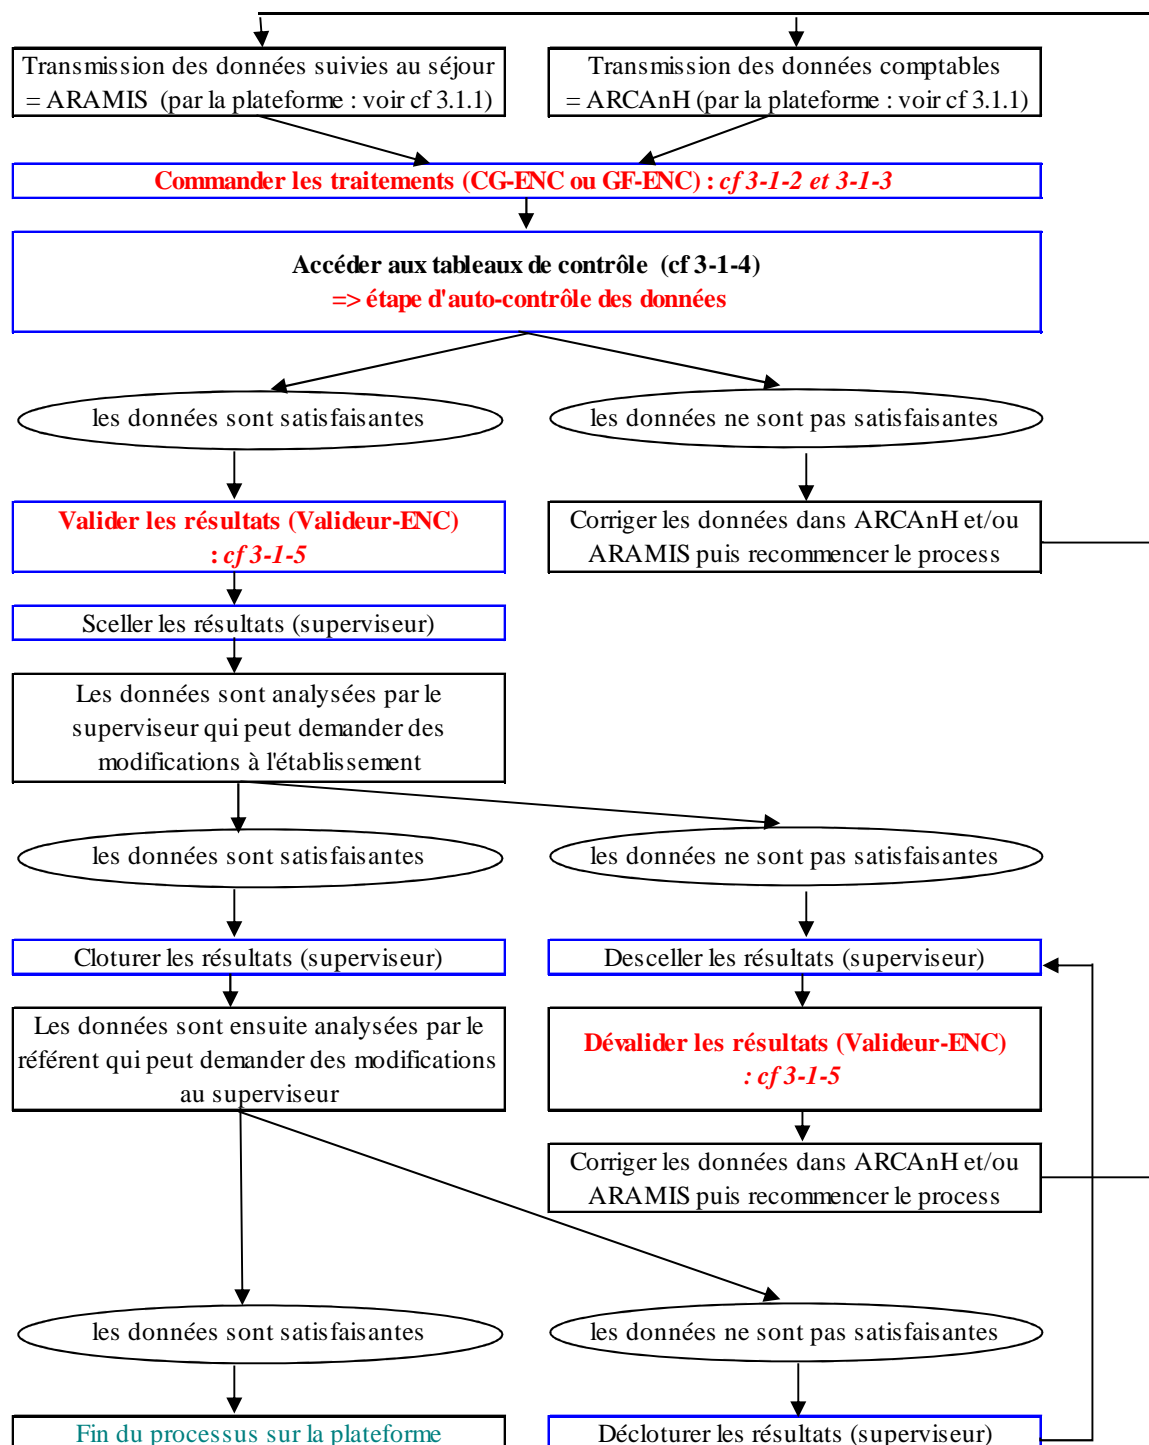 Transmission des données suivies au séjour
= ARAMIS (par la plateforme : voir cf 3.1.1)
Transmission des données comptables
= ARCAnH (par la plateforme : voir cf 3.1.1)
Commander les traitements (CG-ENC ou GF-ENC) : cf 3-1-2 et 3-1-3
Accéder aux tableaux de contrôle (cf 3-1-4)
=> étape d'auto-contrôle des données
les données sont satisfaisantes
les données ne sont pas satisfaisantes
Valider les résultats (Valideur-ENC)
: cf 3-1-5
Corriger les données dans ARCAnH et/ou
ARAMIS puis recommencer le process
Sceller les résultats (superviseur)
Les données sont analysées par le
superviseur qui peut demander des
modifications à l'établissement
les données sont satisfaisantes
les données ne sont pas satisfaisantes
Cloturer les résultats (superviseur)
Desceller les résultats (superviseur)
Les données sont ensuite analysées par le
référent qui peut demander des modifications
au superviseur
Dévalider les résultats (Valideur-ENC)
: cf 3-1-5
Corriger les données dans ARCAnH et/ou
ARAMIS puis recommencer le process
les données sont satisfaisantes
les données ne sont pas satisfaisantes
Fin du processus sur la plateforme
Décloturer les résultats (superviseur)